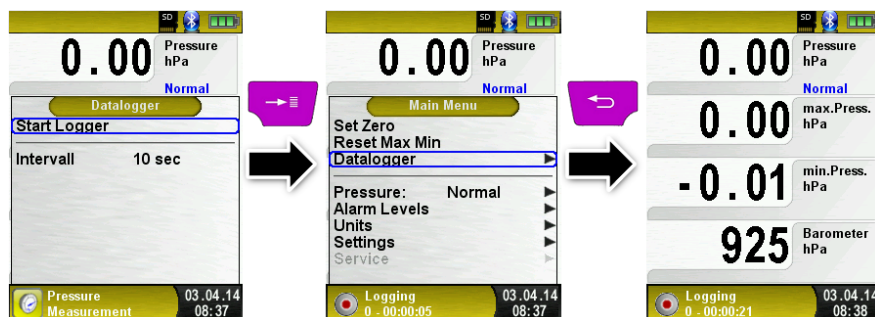 SD
0.00 Pressure
hPa
Normal
Datalogger
Start Logger
Intervall 10 sec
Pressure
Measurement
03.04.14
08:37
SD
0.00 Pressure
hPa
Normal
Main Menu
Set Zero
Reset Max Min
Datalogger
Pressure: Normal
Alarm Levels
Units
Settings
Service
Logging
0 - 00:00:05
03.04.14
08:37
SD
0.00 Pressure
hPa
Normal
0.00 max.Press.
hPa
-0.01 min.Press.
hPa
925 Barometer
hPa
Logging
0 - 00:00:21
03.04.14
08:38